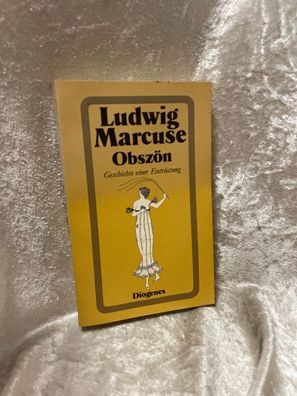 Ludwig
Marcuse
Obszön
Geschichte einer Entrüstung
Diogenes